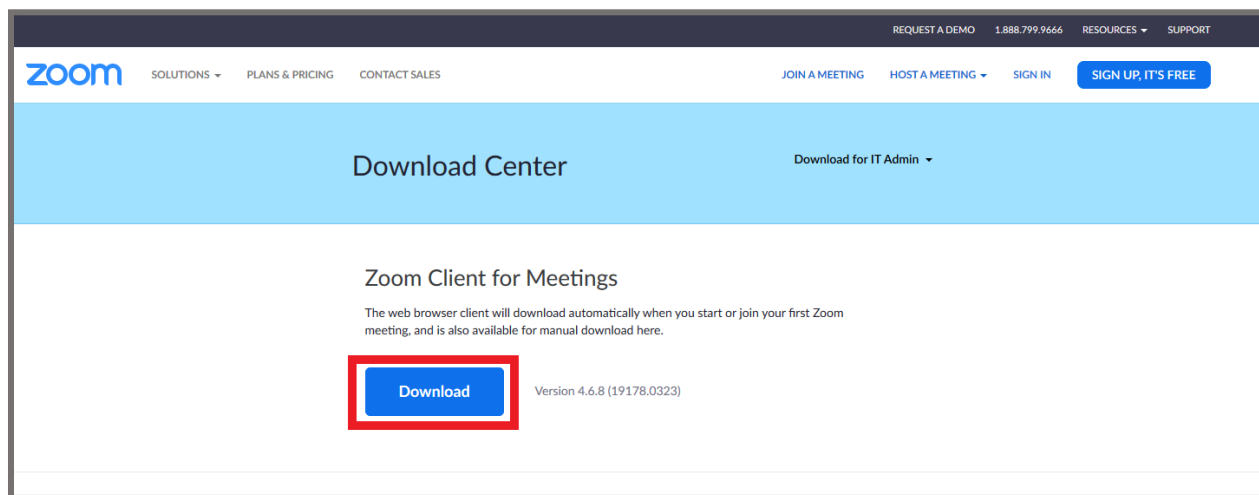 REQUEST A DEMO 1.888.799.9666 RESOURCES SUPPORT
zoom SOLUTIONS PLANS & PRICING CONTACT SALES JOIN A MEETING HOST A MEETING SIGN IN SIGN UP, IT'S FREE
Download Center Download for IT Admin
Zoom Client for Meetings
The web browser client will download automatically when you start or join your first Zoom
meeting, and is also available for manual download here.
Download Version 4.6.8 (19178.0323)